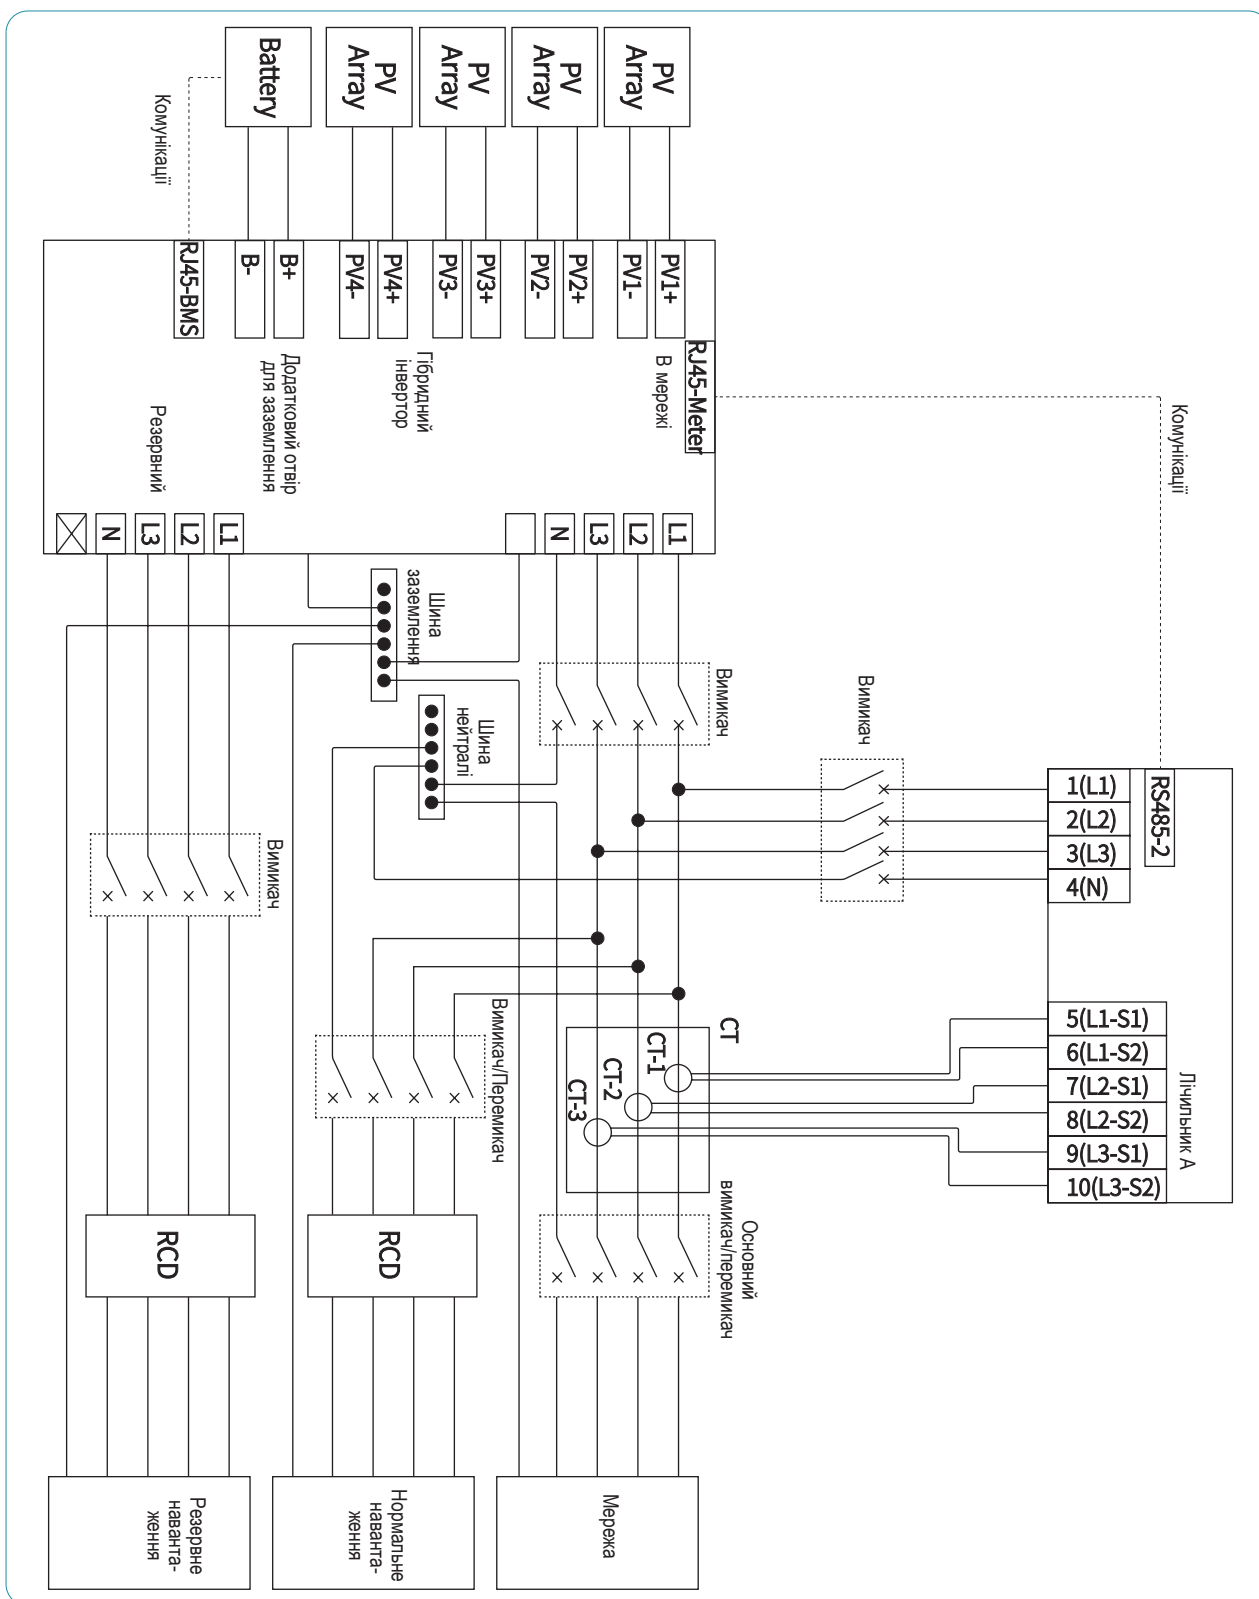 Battery
PV
Array
PV
Array
PV
Array
PV
Array
Комунікації
RJ45-BMS
B-
B+
PV4-
PV4+
PV3-
PV3+
PV2-
PV2+
PV1-
PV1+
RJ45-Meter
В мережі
Гібридний
інвертор
Додатковий отвір
для заземлення
Резервний
Комунікації
N
L3
L2
L1
N
L3
L2
L1
Шина
заземлення
Шина
нейтралі
Вимикач
Вимикач
RS485-2
1(L1)
2(L2)
3(L3)
4(N)
Вимикач
Вимикач/Перемикач
CT
CT-1
CT-2
CT-3
5(L1-S1)
6(L1-S2)
7(L2-S1)
8(L2-S2)
9(L3-S1)
10(L3-S2)
Лічильник А
Основний
вимикач/перемикач
RCD
RCD
Резервне
наванта-
ження
Нормальне
наванта-
ження
Мережа